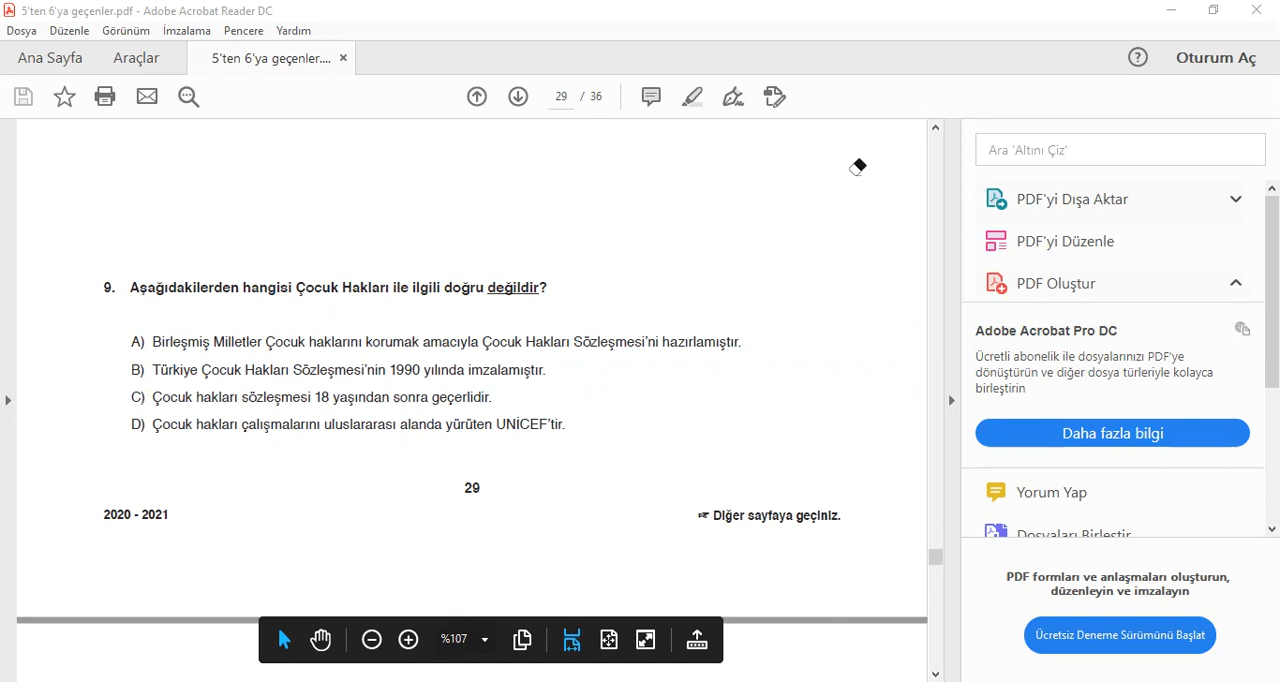 5'ten 6'ya geçenler.pdf - Adobe Acrobat Reader DC
Dosya Düzenle Görünüm İmzalama Pencere Yardım
Ana Sayfa Araçlar 5'ten 6'ya geçenler.... × Oturum Aç
29 / 36
Ara 'Altını Çiz'
PDF'yi Dışa Aktar
PDF'yi Düzenle
PDF Oluştur
Adobe Acrobat Pro DC
Ücretli abonelik ile dosyalarınızı PDF'ye
dönüştürün ve diğer dosya türleriyle kolayca
birleştirin
Daha fazla bilgi
Yorum Yap
Dosyaları Birleştir
PDF formları ve anlaşmaları oluşturun,
düzenleyin ve imzalayın
Ücretsiz Deneme Sürümünü Başlat
9. Aşağıdakilerden hangisi Çocuk Hakları ile ilgili doğru değildir?
A) Birleşmiş Milletler Çocuk haklarını korumak amacıyla Çocuk Hakları Sözleşmesi'ni hazırlamıştır.
B) Türkiye Çocuk Hakları Sözleşmesi'nin 1990 yılında imzalamıştır.
C) Çocuk hakları sözleşmesi 18 yaşından sonra geçerlidir.
D) Çocuk hakları çalışmalarını uluslararası alanda yürüten UNİCEF'tir.
29
2020 - 2021 ☞ Diğer sayfaya geçiniz.
%107